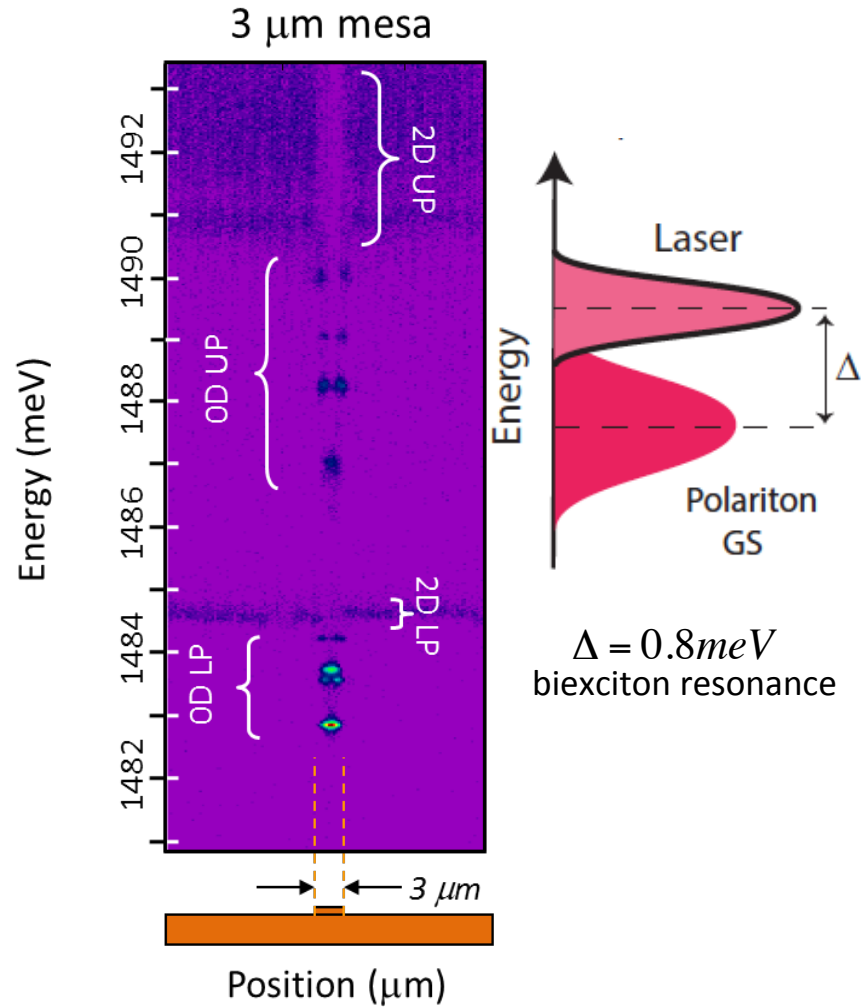 3 μm mesa
Energy (meV)
1492
1490
1488
1486
1484
1482
2D UP
0D UP
2D LP
0D LP
3 μm
Position (μm)
Energy
Laser
Δ
Polariton
GS
Δ = 0.8meV
biexciton resonance